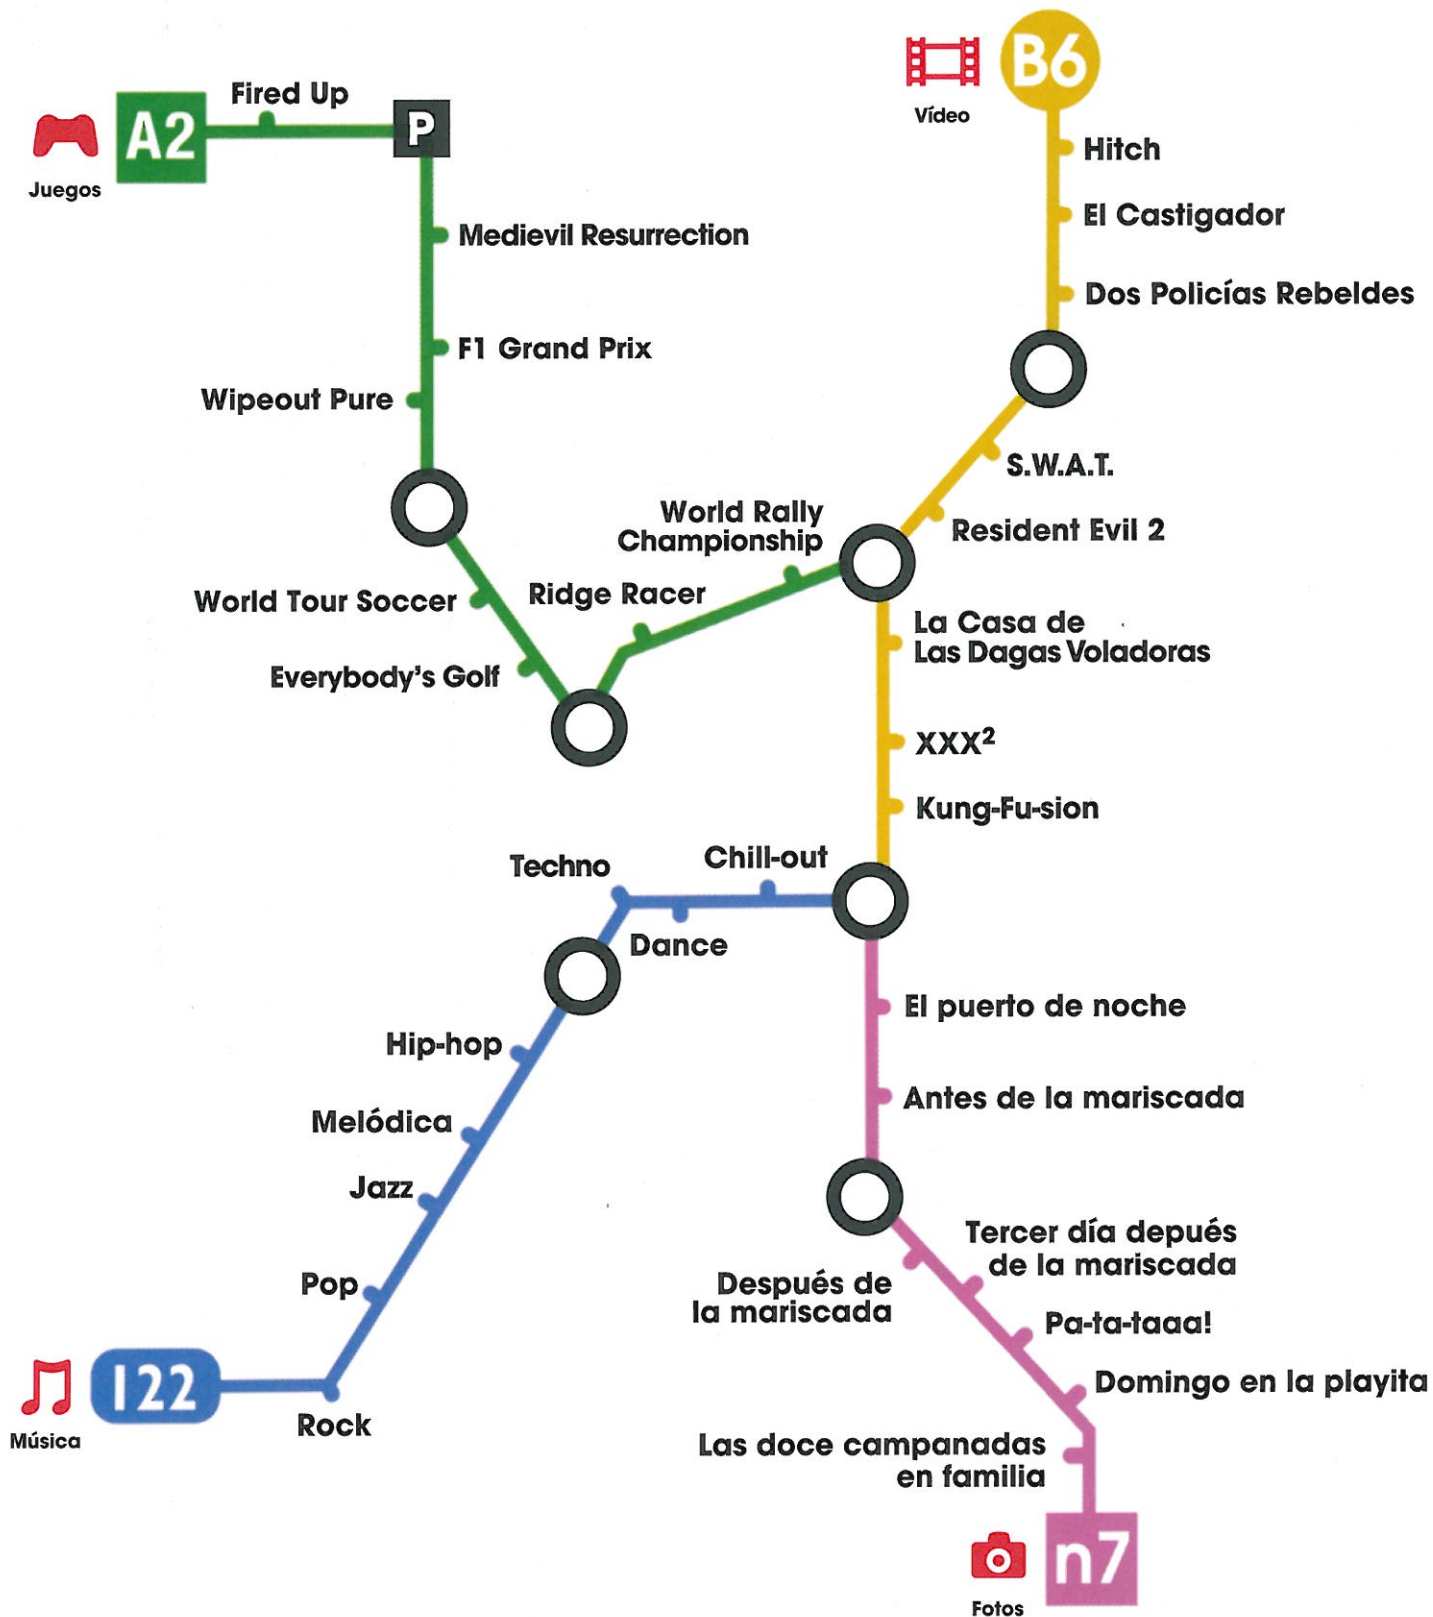 B6
Vídeo
Fired Up
A2
P
Juegos
Hitch
El Castigador
Medievil Resurrection
Dos Policías Rebeldes
F1 Grand Prix
Wipeout Pure
S.W.A.T.
World Rally
Championship
Resident Evil 2
World Tour Soccer
Ridge Racer
La Casa de
Las Dagas Voladoras
Everybody's Golf
XXX²
Kung-Fu-sion
Techno
Chill-out
Dance
El puerto de noche
Hip-hop
Antes de la mariscada
Melódica
Jazz
Tercer día depués
de la mariscada
Después de
la mariscada
Pop
Pa-ta-taaa!
Domingo en la playita
I22
Música
Rock
Las doce campanadas
en familia
n7
Fotos